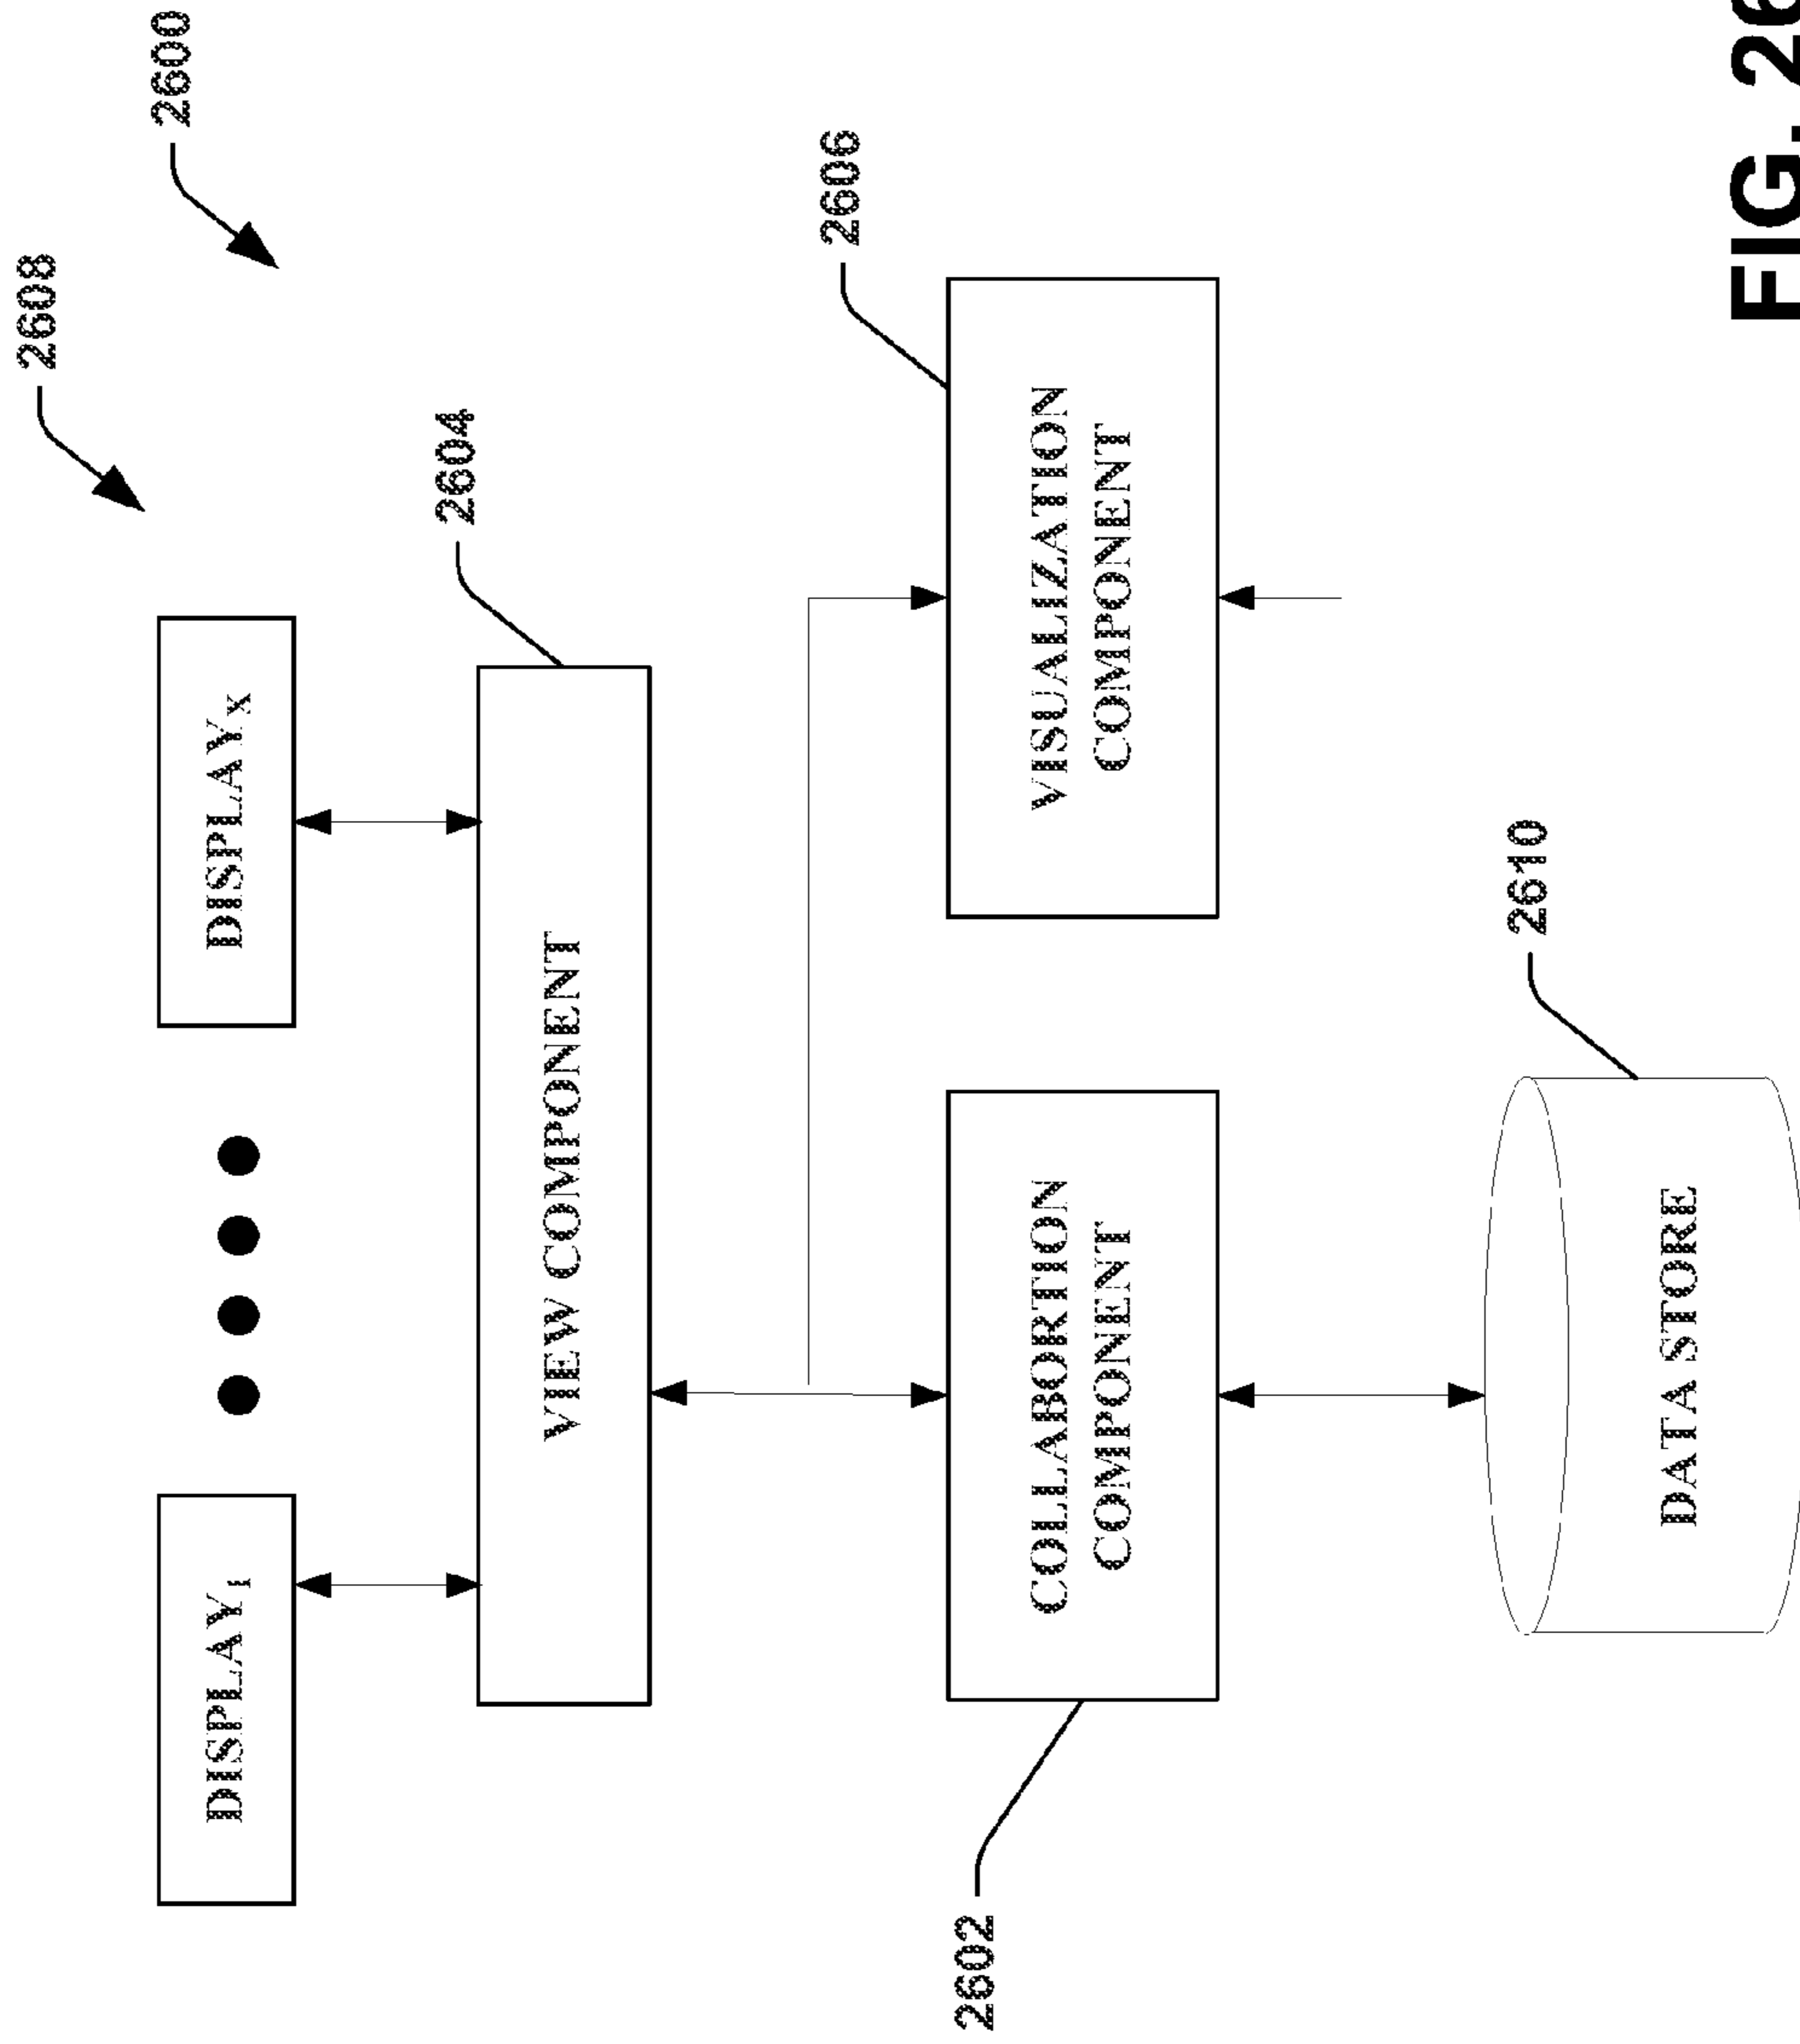 2600
2608
DISPLAY1
DISPLAYX
2604
VIEW COMPONENT
2606
COLLABORTION
COMPONENT
VISUALIZATION
COMPONENT
2602
2610
DATA STORE
FIG. 26